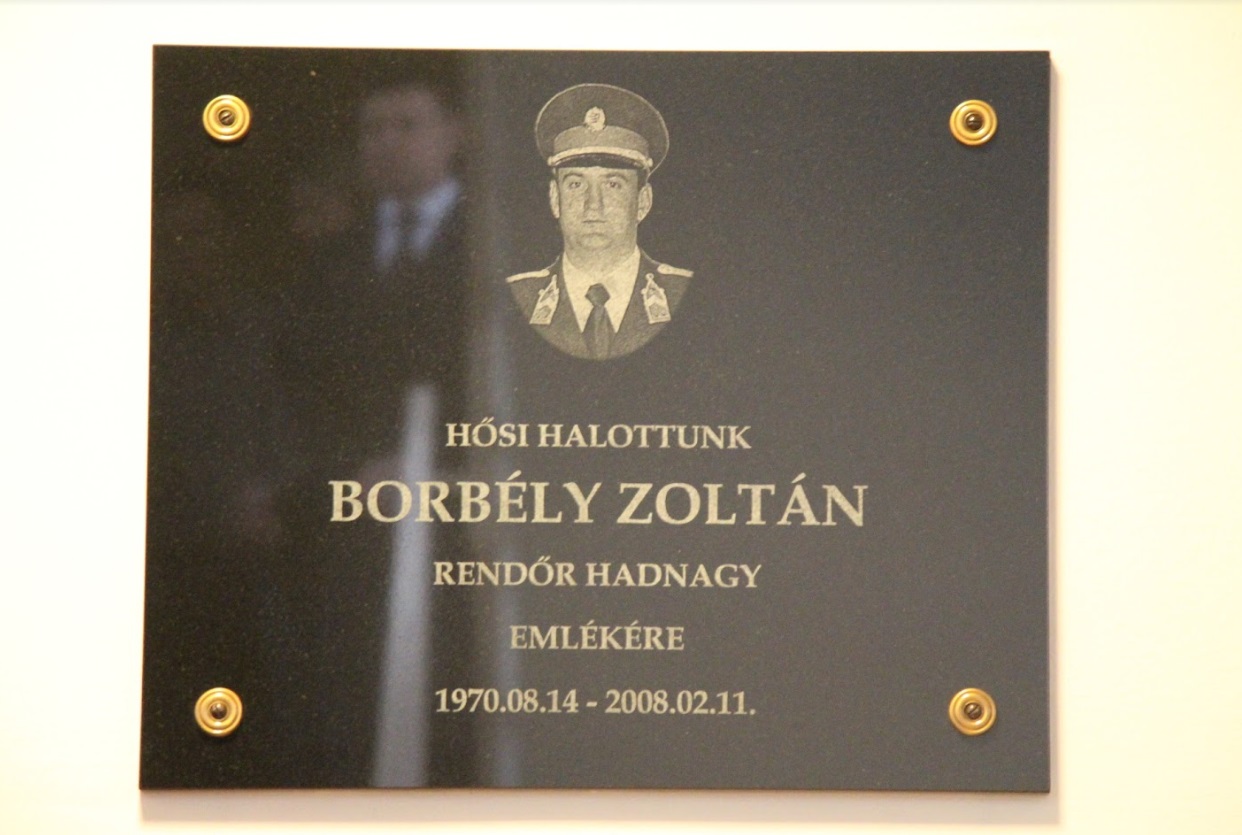 HŐSI HALOTTUNK
BORBÉLY ZOLTÁN
RENDŐR HADNAGY
EMLÉKÉRE
1970.08.14 - 2008.02.11.